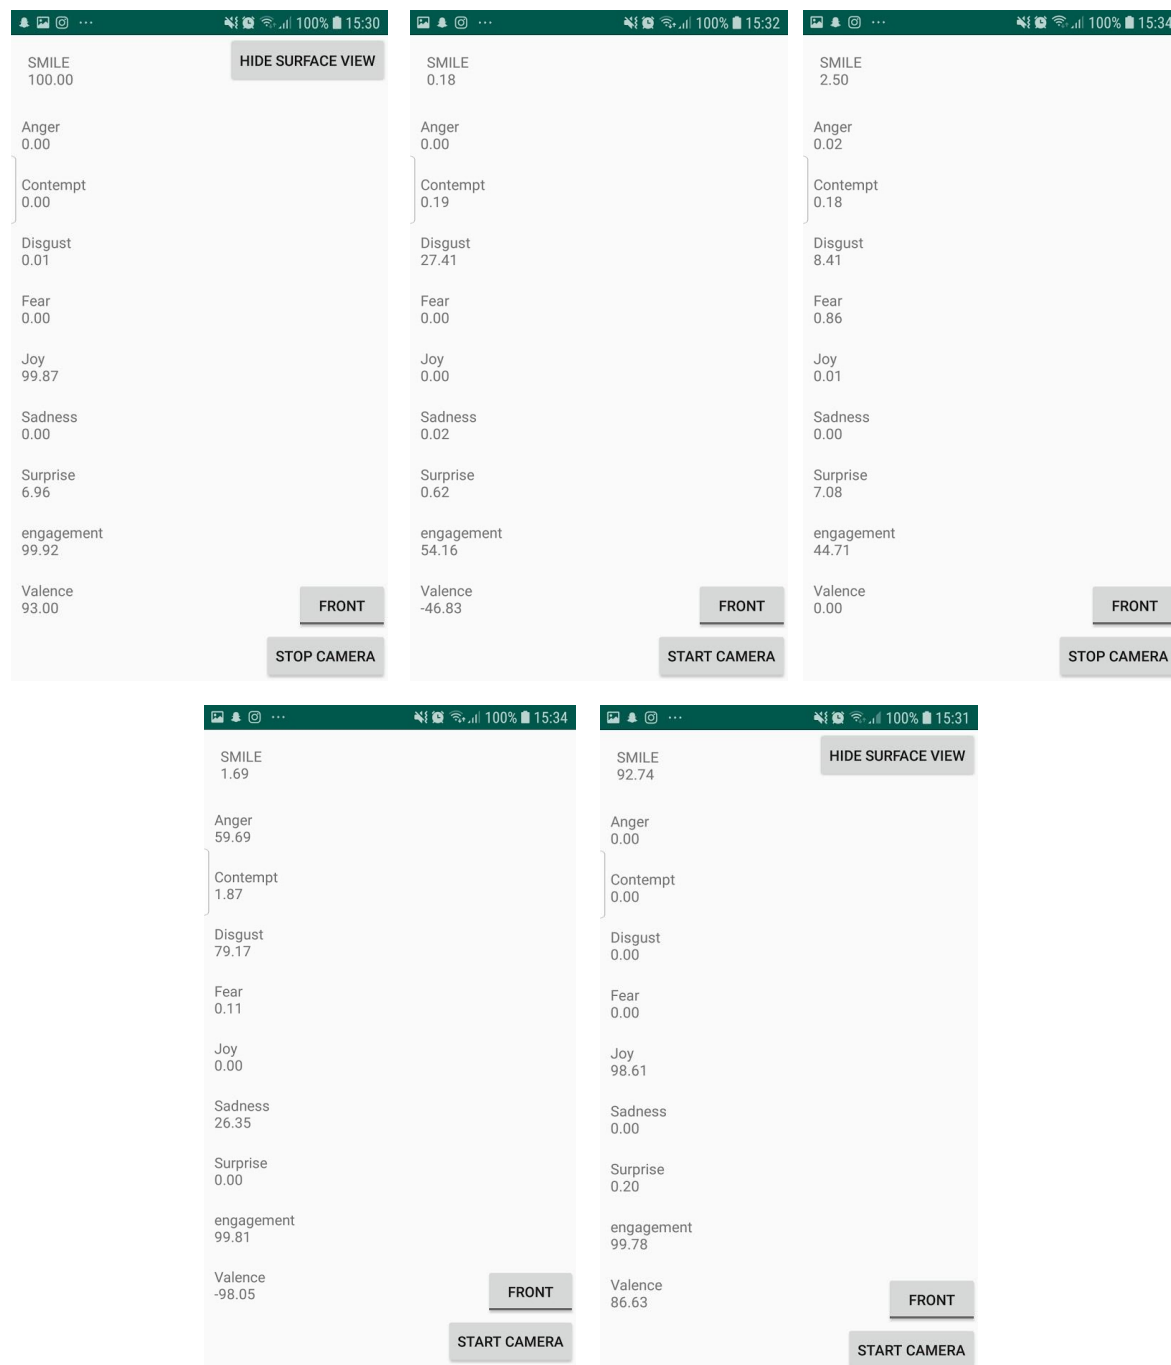 100% 15:30
SMILE
100.00
HIDE SURFACE VIEW
Anger
0.00
Contempt
0.00
Disgust
0.01
Fear
0.00
Joy
99.87
Sadness
0.00
Surprise
6.96
engagement
99.92
Valence
93.00
FRONT
STOP CAMERA
100% 15:32
SMILE
0.18
Anger
0.00
Contempt
0.19
Disgust
27.41
Fear
0.00
Joy
0.00
Sadness
0.02
Surprise
0.62
engagement
54.16
Valence
-46.83
FRONT
START CAMERA
100% 15:34
SMILE
2.50
Anger
0.02
Contempt
0.18
Disgust
8.41
Fear
0.86
Joy
0.01
Sadness
0.00
Surprise
7.08
engagement
44.71
Valence
0.00
FRONT
STOP CAMERA
100% 15:34
SMILE
1.69
Anger
59.69
Contempt
1.87
Disgust
79.17
Fear
0.11
Joy
0.00
Sadness
26.35
Surprise
0.00
engagement
99.81
Valence
-98.05
FRONT
START CAMERA
100% 15:31
SMILE
92.74
HIDE SURFACE VIEW
Anger
0.00
Contempt
0.00
Disgust
0.00
Fear
0.00
Joy
98.61
Sadness
0.00
Surprise
0.20
engagement
99.78
Valence
86.63
FRONT
START CAMERA